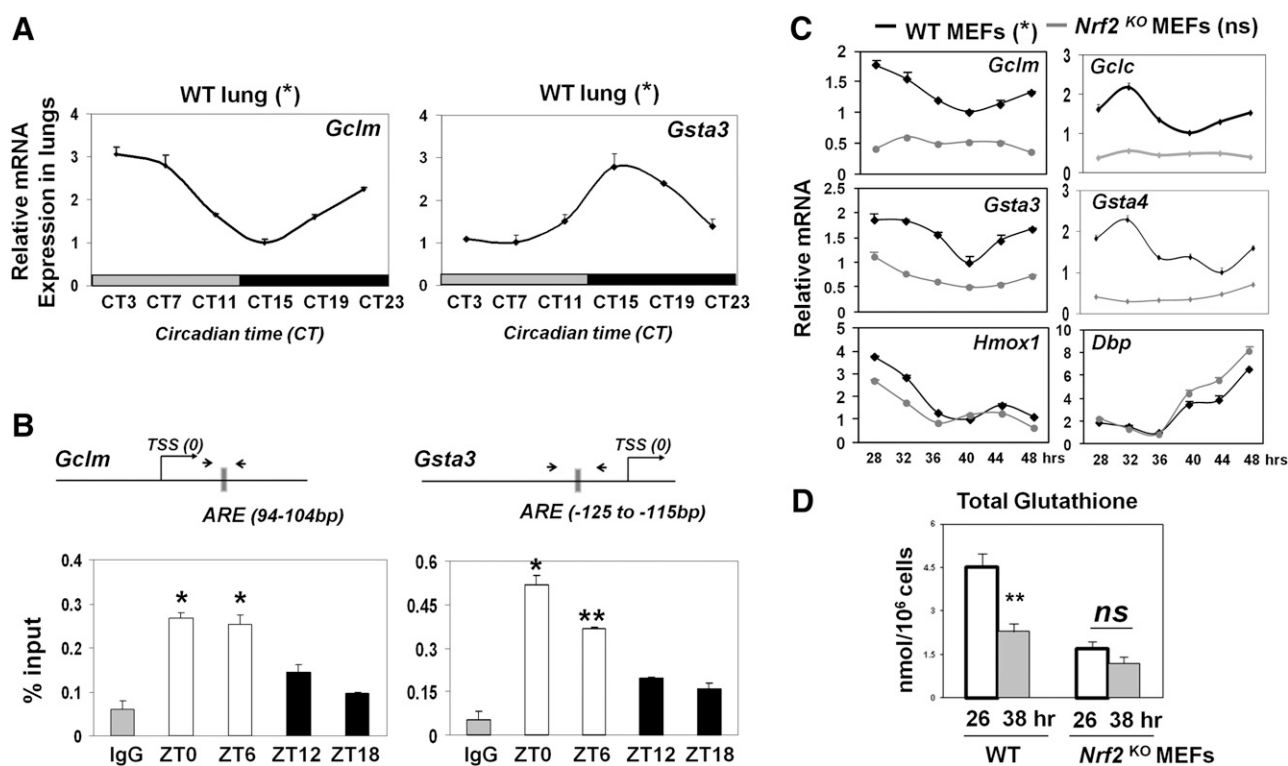 A
WT lung (*)
Gclm
Relative mRNA
Expression in lungs
4
3
2
1
0
CT3 CT7 CT11 CT15 CT19 CT23
Circadian time (CT)
WT lung (*)
Gsta3
4
3
2
1
0
CT3 CT7 CT11 CT15 CT19 CT23
Circadian time (CT)
B
Gclm
TSS (0)
ARE (94-104bp)
Gsta3
TSS (0)
ARE (-125 to -115bp)
% input
0.4
0.3
0.2
0.1
0
* *
IgG ZT0 ZT6 ZT12 ZT18
0.6
0.45
0.3
0.15
0
* **
IgG ZT0 ZT6 ZT12 ZT18
C
WT MEFs (*) Nrf2 KO MEFs (ns)
Relative mRNA
Gclm
2
1.5
1
0.5
0
Gclc
3
2
1
0
Gsta3
2.5
2
1.5
1
0.5
0
Gsta4
3
2
1
0
Hmox1
5
4
3
2
1
0
28 32 36 40 44 48 hrs
Dbp
10
8
6
4
2
0
28 32 36 40 44 48 hrs
D
Total Glutathione
nmol/10⁶ cells
6
4.5
3
1.5
0
**
ns
26 38 hr 26 38 hr
WT Nrf2 KO MEFs